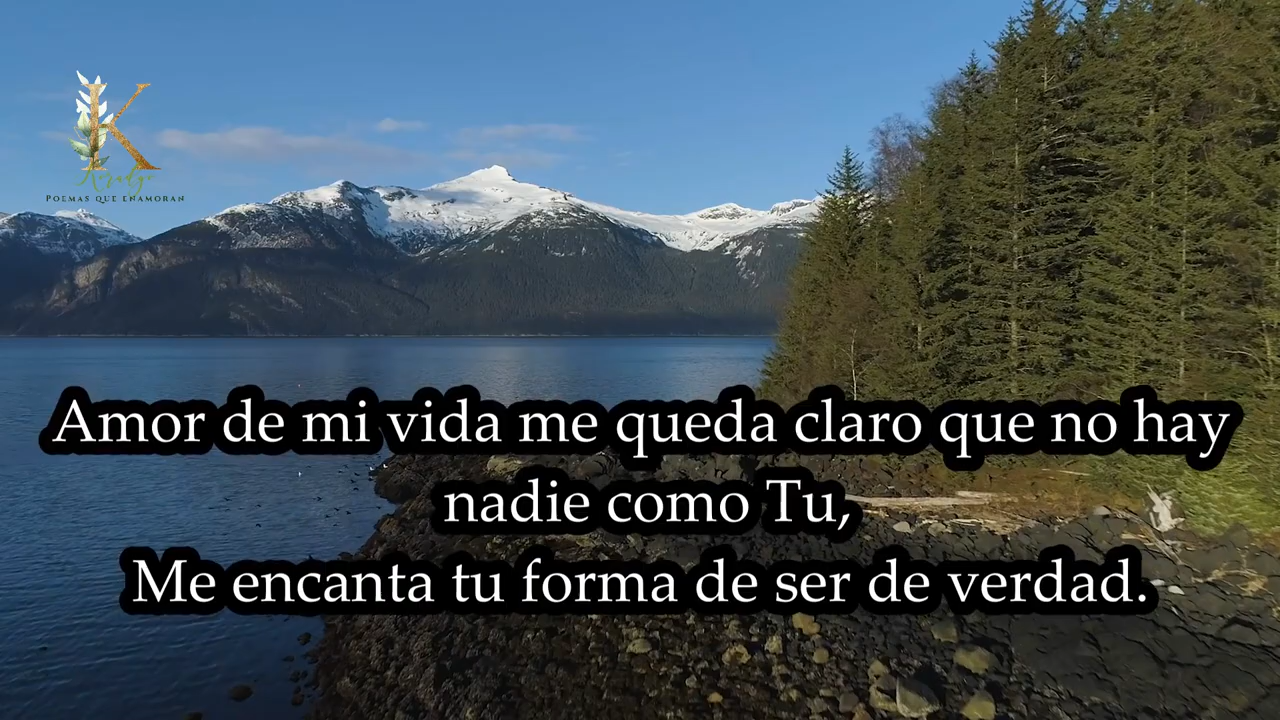 K
POEMAS QUE ENAMORAN
Amor de mi vida me queda claro que no hay
nadie como Tu,
Me encanta tu forma de ser de verdad.